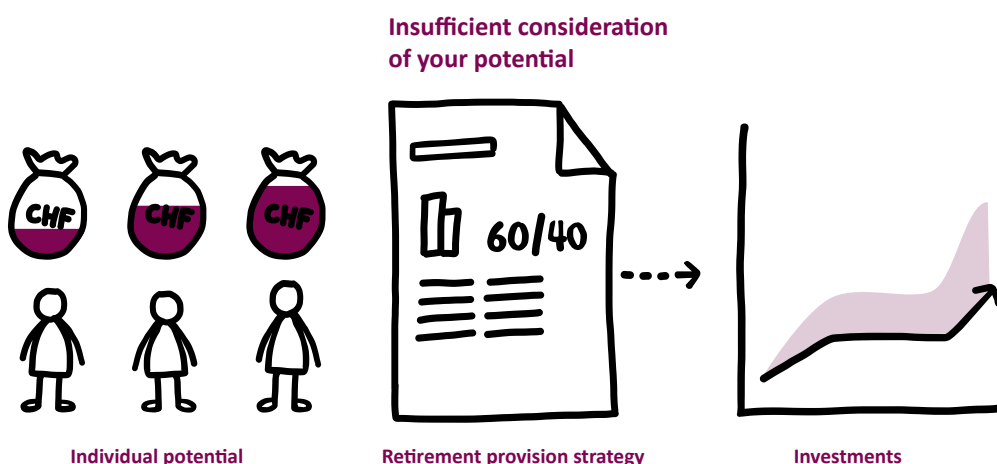 Insufficient consideration
of your potential
CHF CHF CHF
60/40
Individual potential
Retirement provision strategy
Investments